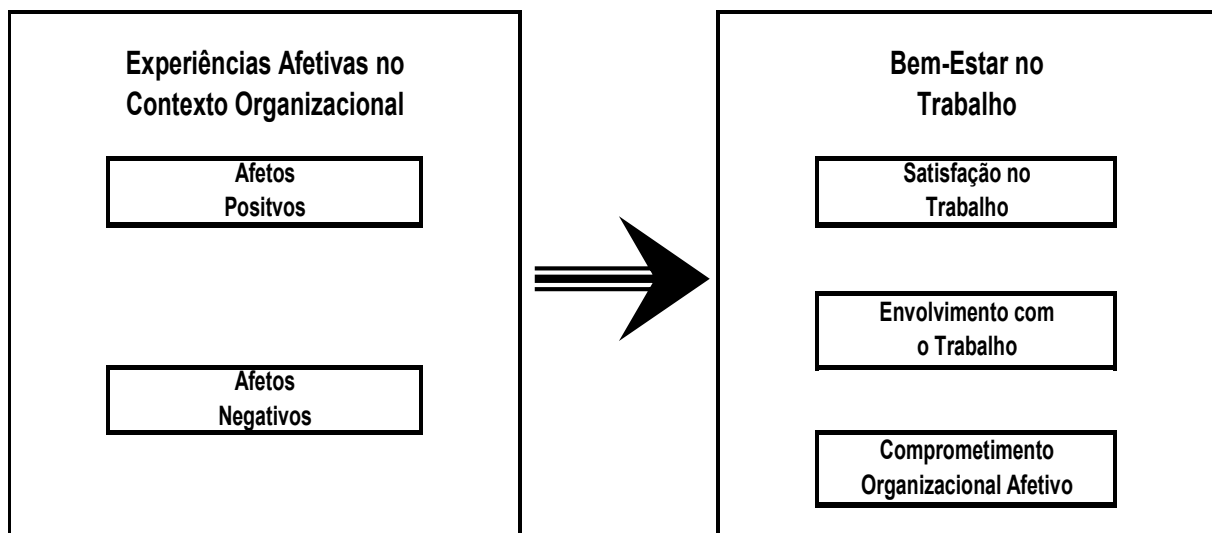 Experiências Afetivas no
Contexto Organizacional
Afetos
Positvos
Afetos
Negativos
Bem-Estar no
Trabalho
Satisfação no
Trabalho
Envolvimento com
o Trabalho
Comprometimento
Organizacional Afetivo